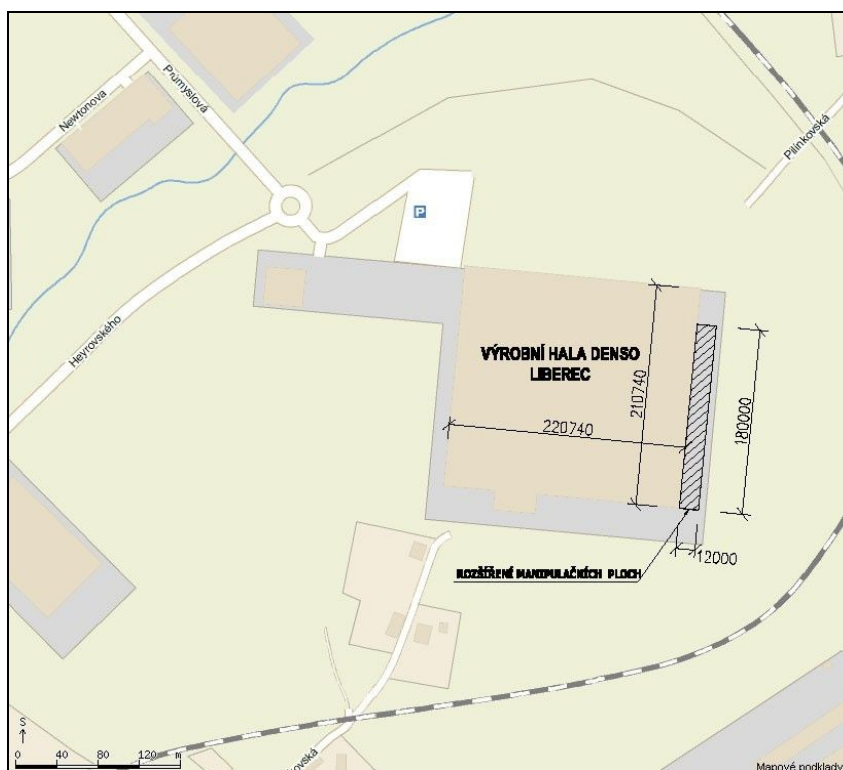 Průmyslová
Newtonova
Pilínkovská
P
Heyrovského
VÝROBNÍ HALA DENSO
LIBEREC
210740
220740
180000
12000
ROZŠÍŘENÍ MANIPULAČNÍCH PLOCH
S
0 40 80 120 m
kovská
Mapové podklady